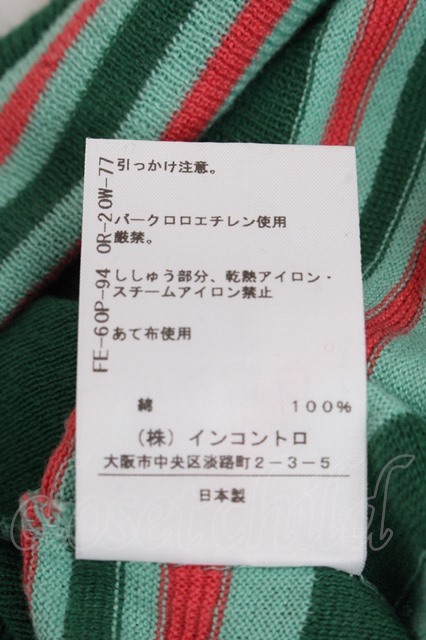 引っかけ注意。
パークロロエチレン使用
厳禁。
ししゅう部分、乾熱アイロン・
スチームアイロン禁止
あて布使用
綿 100%
(株)インコントロ
大阪市中央区淡路町2-3-5
日本製
FE-60P-94 OR-20W-77
closet child